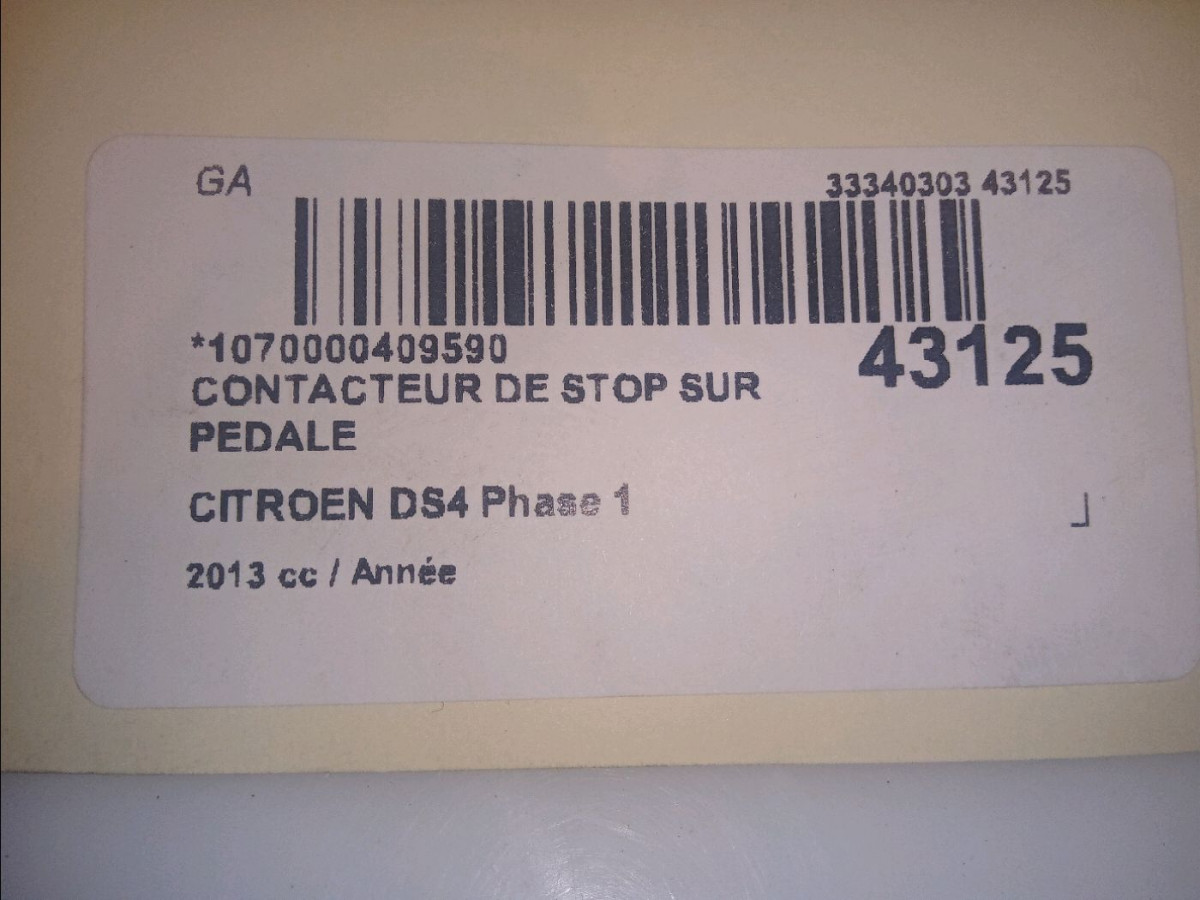 GA
33340303 43125
*1070000409590
43125
CONTACTEUR DE STOP SUR
PEDALE
CITROEN DS4 Phase 1
2013 cc / Année